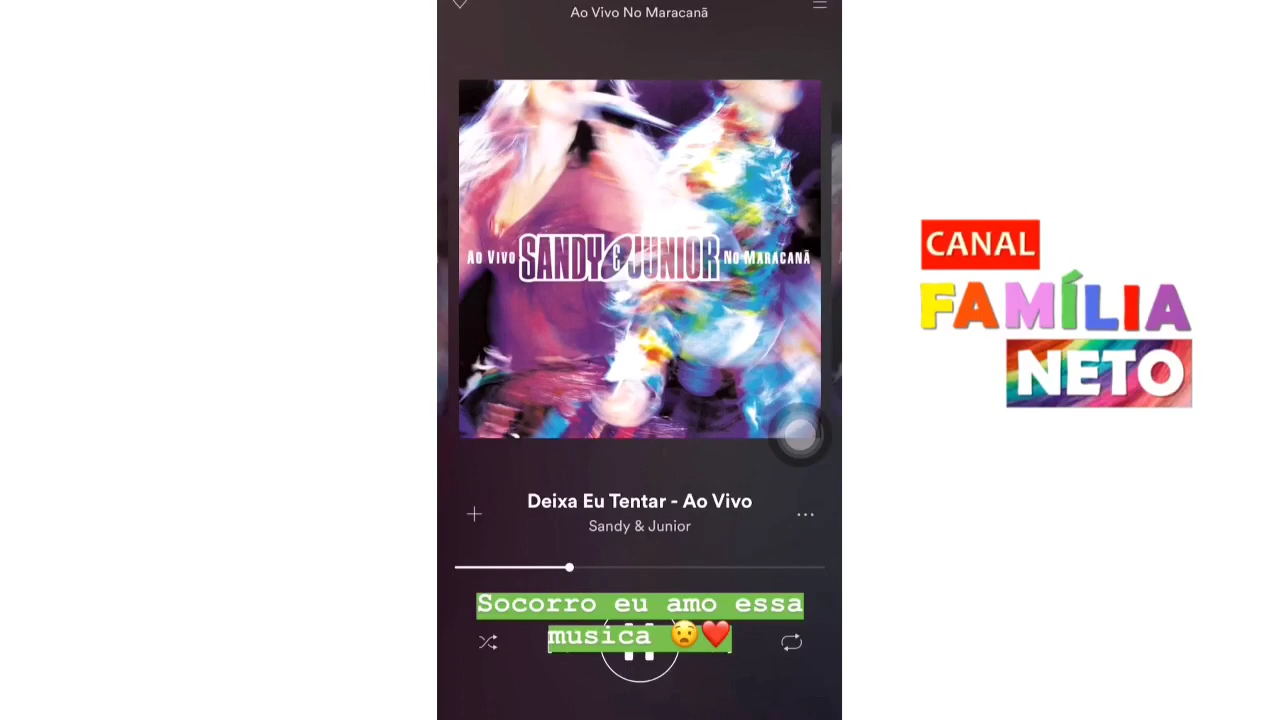 Ao Vivo No Maracanã
Ao Vivo SANDY & JUNIOR No Maracanã
Deixa Eu Tentar - Ao Vivo
Sandy & Junior
Socorro eu amo essa
musica 😧❤️
CANAL
FAMÍLIA
NETO